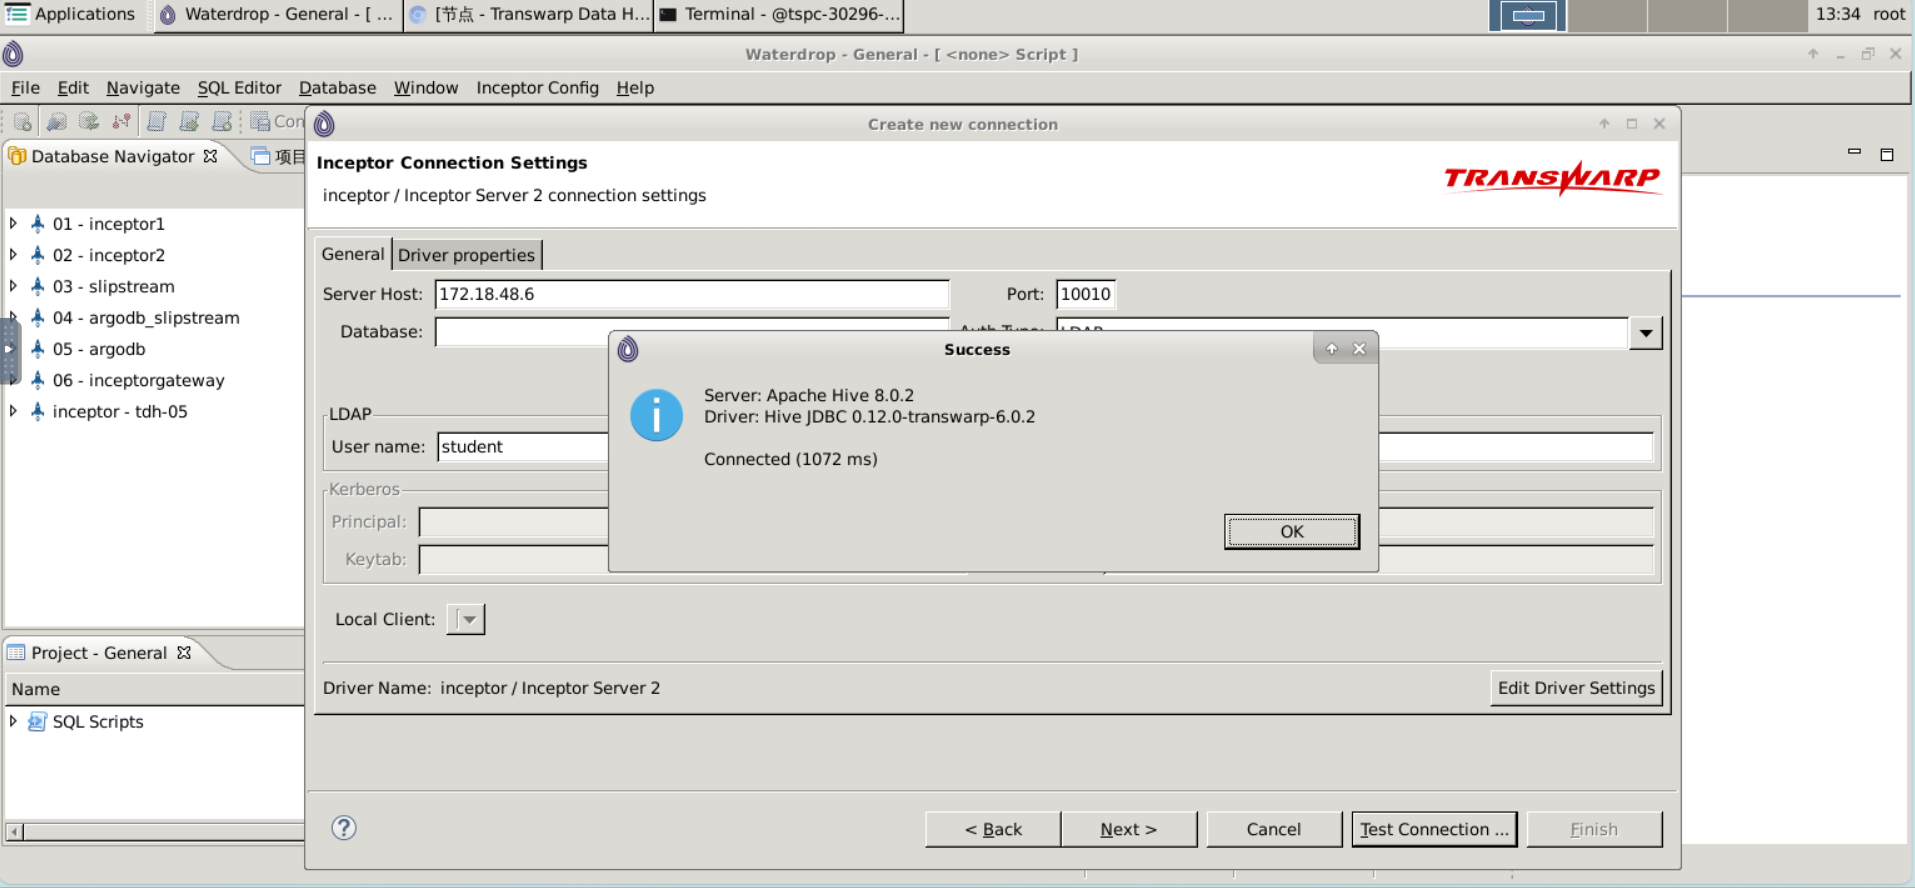 Applications
Waterdrop - General - [ ...
[节点 - Transwarp Data H...
Terminal - @tspc-30296-...
13:34 root
Waterdrop - General - [ <none> Script ]
File Edit Navigate SQL Editor Database Window Inceptor Config Help
Con
Create new connection
Database Navigator
项目
Inceptor Connection Settings
inceptor / Inceptor Server 2 connection settings
TRANSWARP
01 - inceptor1
02 - inceptor2
03 - slipstream
04 - argodb_slipstream
05 - argodb
06 - inceptorgateway
inceptor - tdh-05
General
Driver properties
Server Host: 172.18.48.6 Port: 10010
Database: Auth Type: LDAP
LDAP
User name: student
Kerberos
Principal:
Keytab:
Success
Server: Apache Hive 8.0.2
Driver: Hive JDBC 0.12.0-transwarp-6.0.2
Connected (1072 ms)
OK
Local Client:
Driver Name: inceptor / Inceptor Server 2
Edit Driver Settings
Project - General
Name
SQL Scripts
< Back
Next >
Cancel
Test Connection ...
Finish